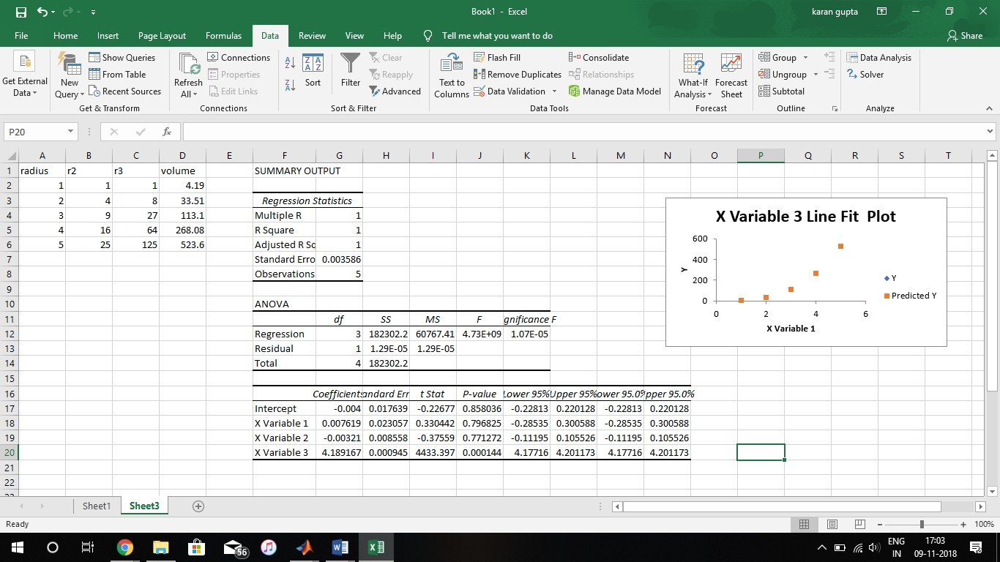 Book1 - Excel
karan gupta
File Home Insert Page Layout Formulas Data Review View Help Tell me what you want to do
Share
Get External Data
New Query
Show Queries
From Table
Recent Sources
Get & Transform
Refresh All
Connections
Properties
Edit Links
Connections
Sort
Filter
Clear
Reapply
Advanced
Sort & Filter
Text to Columns
Flash Fill
Remove Duplicates
Data Validation
Consolidate
Relationships
Manage Data Model
Data Tools
What-If Analysis
Forecast Sheet
Forecast
Group
Ungroup
Subtotal
Outline
Data Analysis
Solver
Analyze
P20
fx
A B C D E F G H I J K L M N O P Q R S T
1 radius r2 r3 volume SUMMARY OUTPUT
2 1 1 1 4.19
3 2 4 8 33.51 Regression Statistics
4 3 9 27 113.1 Multiple R 1
5 4 16 64 268.08 R Square 1
6 5 25 125 523.6 Adjusted R Sq 1
7 Standard Erro 0.003586
8 Observations 5
9
10 ANOVA
11 df SS MS F gnificance F
12 Regression 3 182302.2 60767.41 4.73E+09 1.07E-05
13 Residual 1 1.29E-05 1.29E-05
14 Total 4 182302.2
15
16 Coefficients andard Err t Stat P-value Lower 95% Upper 95% ower 95.0% pper 95.0%
17 Intercept -0.004 0.017639 -0.22677 0.858036 -0.22813 0.220128 -0.22813 0.220128
18 X Variable 1 0.007619 0.023057 0.330442 0.796825 -0.28535 0.300588 -0.28535 0.300588
19 X Variable 2 -0.00321 0.008558 -0.37559 0.771272 -0.11195 0.105526 -0.11195 0.105526
20 X Variable 3 4.189167 0.000945 4433.397 0.000144 4.17716 4.201173 4.17716 4.201173
21
22
X Variable 3 Line Fit Plot
600
400
200
0
Y
0 2 4 6
X Variable 1
Y
Predicted Y
Sheet1 Sheet3
Ready
100%
56
ENG
IN
17:03
09-11-2018